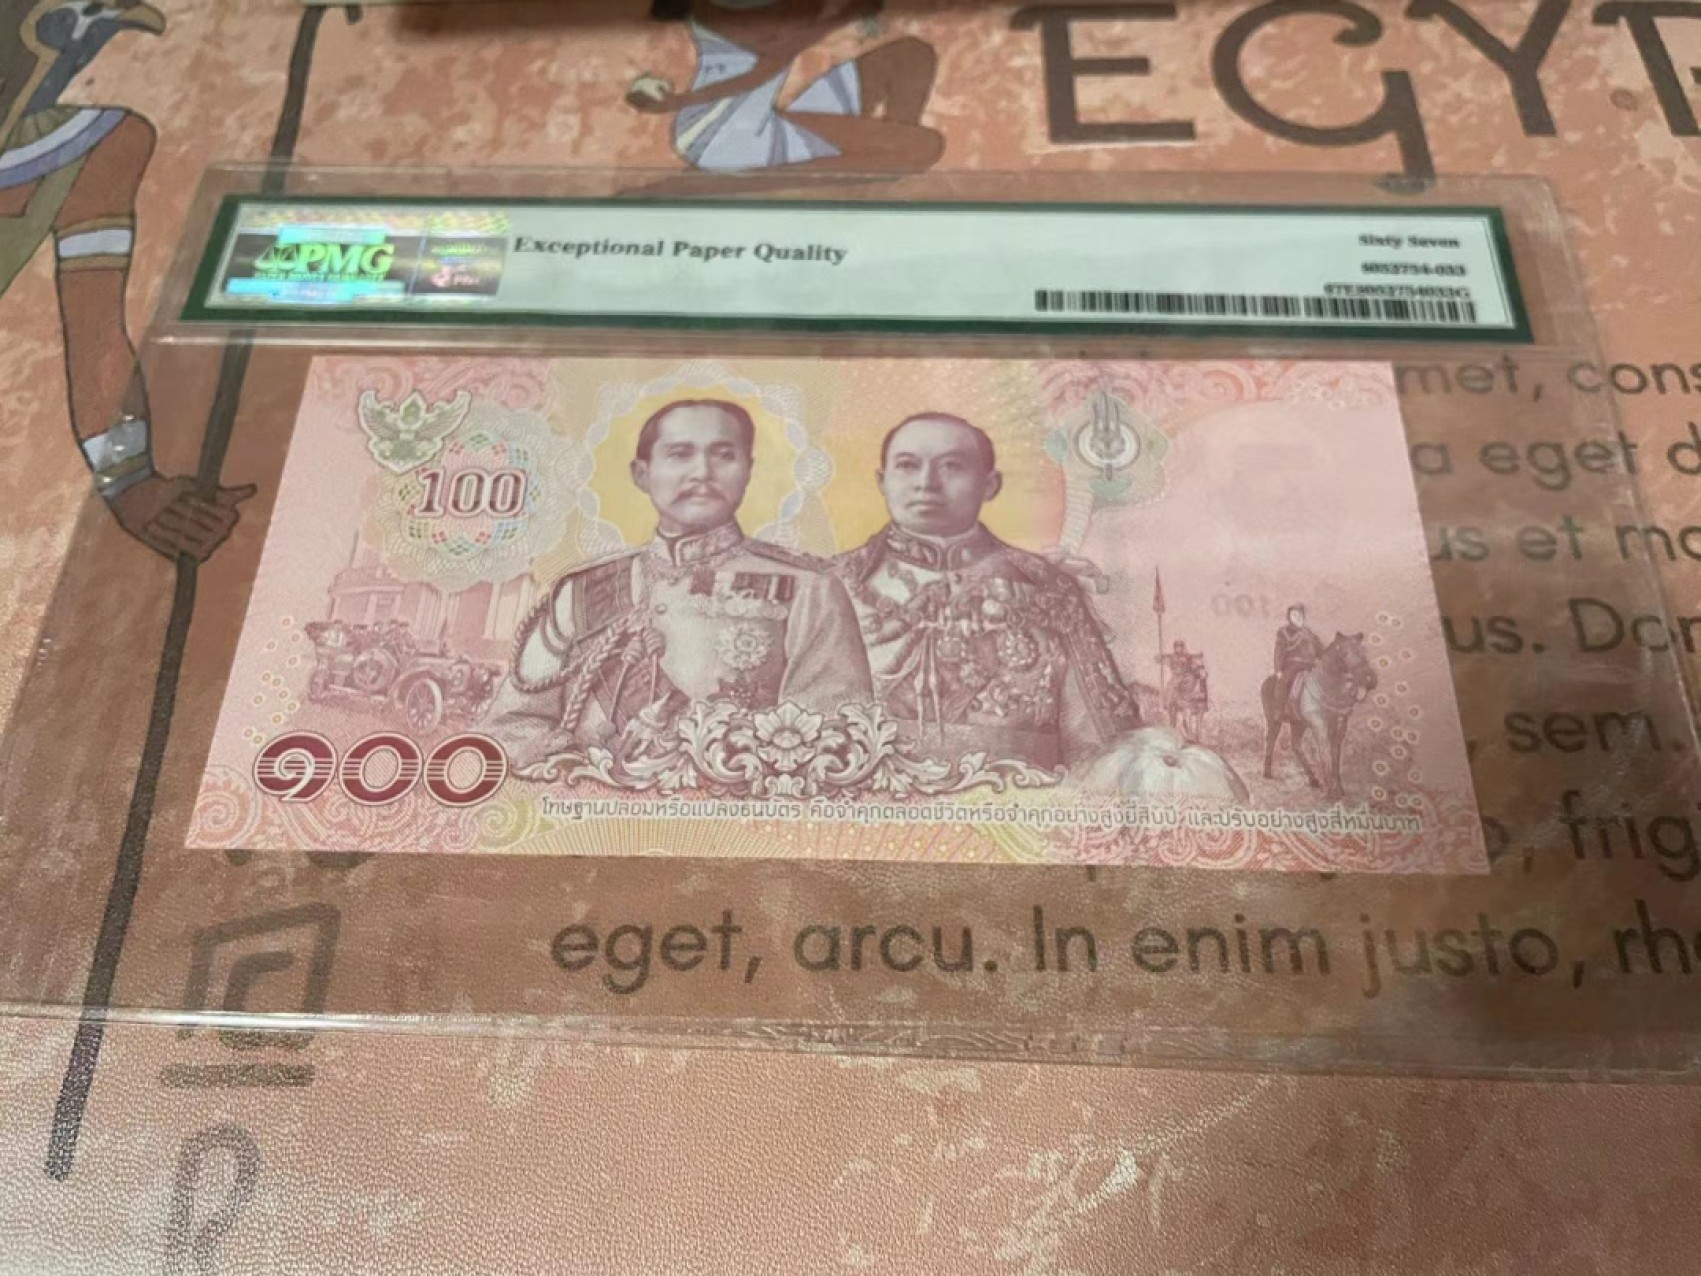 EGYP
PMG
Exceptional Paper Quality
Sixty Seven
8053754-033
met, cons
a eget d
us et mo
us. Don
, sem.
, frig
eget, arcu. In enim justo, rho
100
๑๐๐
โทษฐานปลอมหรือแปลงธนบัตร คือจำคุกตลอดชีวิตหรือจำคุกอย่างสูงยี่สิบปี และปรับอย่างสูงสี่หมื่นบาท